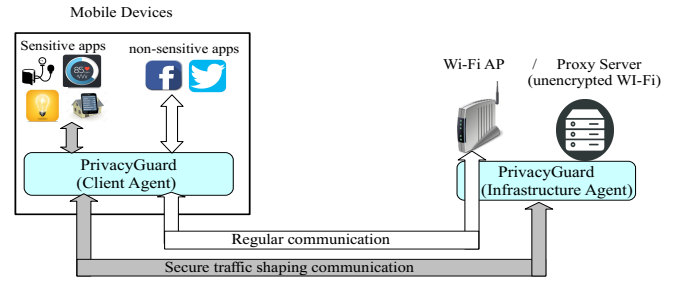 Mobile Devices
Sensitive apps
non-sensitive apps
Wi-Fi AP / Proxy Server
(unencrypted WI-Fi)
PrivacyGuard
(Client Agent)
PrivacyGuard
(Infrastructure Agent)
Regular communication
Secure traffic shaping communication